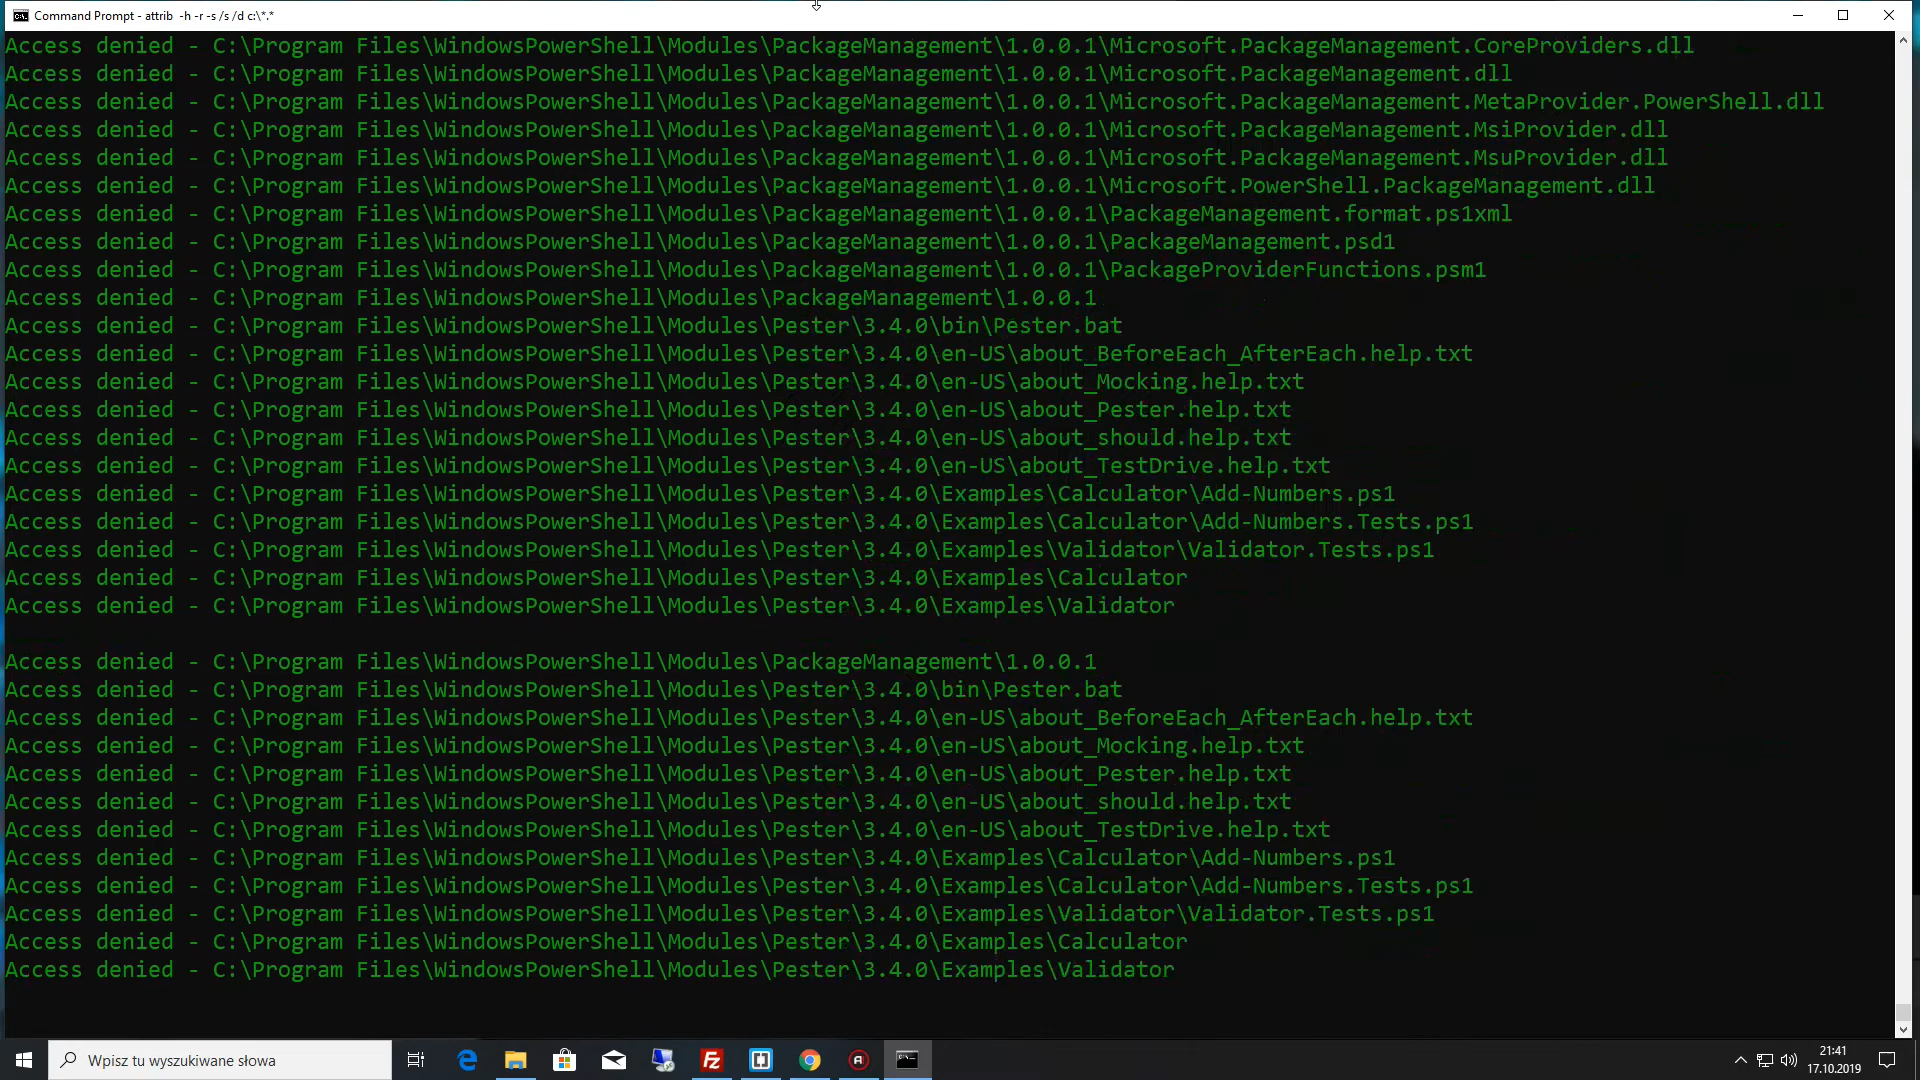 Command Prompt - attrib  -h -r -s /s /d c:\*.*
Access denied - C:\Program Files\WindowsPowerShell\Modules\PackageManagement\1.0.0.1\Microsoft.PackageManagement.CoreProviders.dll
Access denied - C:\Program Files\WindowsPowerShell\Modules\PackageManagement\1.0.0.1\Microsoft.PackageManagement.dll
Access denied - C:\Program Files\WindowsPowerShell\Modules\PackageManagement\1.0.0.1\Microsoft.PackageManagement.MetaProvider.PowerShell.dll
Access denied - C:\Program Files\WindowsPowerShell\Modules\PackageManagement\1.0.0.1\Microsoft.PackageManagement.MsiProvider.dll
Access denied - C:\Program Files\WindowsPowerShell\Modules\PackageManagement\1.0.0.1\Microsoft.PackageManagement.MsuProvider.dll
Access denied - C:\Program Files\WindowsPowerShell\Modules\PackageManagement\1.0.0.1\Microsoft.PowerShell.PackageManagement.dll
Access denied - C:\Program Files\WindowsPowerShell\Modules\PackageManagement\1.0.0.1\PackageManagement.format.ps1xml
Access denied - C:\Program Files\WindowsPowerShell\Modules\PackageManagement\1.0.0.1\PackageManagement.psd1
Access denied - C:\Program Files\WindowsPowerShell\Modules\PackageManagement\1.0.0.1\PackageProviderFunctions.psm1
Access denied - C:\Program Files\WindowsPowerShell\Modules\PackageManagement\1.0.0.1
Access denied - C:\Program Files\WindowsPowerShell\Modules\Pester\3.4.0\bin\Pester.bat
Access denied - C:\Program Files\WindowsPowerShell\Modules\Pester\3.4.0\en-US\about_BeforeEach_AfterEach.help.txt
Access denied - C:\Program Files\WindowsPowerShell\Modules\Pester\3.4.0\en-US\about_Mocking.help.txt
Access denied - C:\Program Files\WindowsPowerShell\Modules\Pester\3.4.0\en-US\about_Pester.help.txt
Access denied - C:\Program Files\WindowsPowerShell\Modules\Pester\3.4.0\en-US\about_should.help.txt
Access denied - C:\Program Files\WindowsPowerShell\Modules\Pester\3.4.0\en-US\about_TestDrive.help.txt
Access denied - C:\Program Files\WindowsPowerShell\Modules\Pester\3.4.0\Examples\Calculator\Add-Numbers.ps1
Access denied - C:\Program Files\WindowsPowerShell\Modules\Pester\3.4.0\Examples\Calculator\Add-Numbers.Tests.ps1
Access denied - C:\Program Files\WindowsPowerShell\Modules\Pester\3.4.0\Examples\Validator\Validator.Tests.ps1
Access denied - C:\Program Files\WindowsPowerShell\Modules\Pester\3.4.0\Examples\Calculator
Access denied - C:\Program Files\WindowsPowerShell\Modules\Pester\3.4.0\Examples\Validator
Access denied - C:\Program Files\WindowsPowerShell\Modules\PackageManagement\1.0.0.1
Access denied - C:\Program Files\WindowsPowerShell\Modules\Pester\3.4.0\bin\Pester.bat
Access denied - C:\Program Files\WindowsPowerShell\Modules\Pester\3.4.0\en-US\about_BeforeEach_AfterEach.help.txt
Access denied - C:\Program Files\WindowsPowerShell\Modules\Pester\3.4.0\en-US\about_Mocking.help.txt
Access denied - C:\Program Files\WindowsPowerShell\Modules\Pester\3.4.0\en-US\about_Pester.help.txt
Access denied - C:\Program Files\WindowsPowerShell\Modules\Pester\3.4.0\en-US\about_should.help.txt
Access denied - C:\Program Files\WindowsPowerShell\Modules\Pester\3.4.0\en-US\about_TestDrive.help.txt
Access denied - C:\Program Files\WindowsPowerShell\Modules\Pester\3.4.0\Examples\Calculator\Add-Numbers.ps1
Access denied - C:\Program Files\WindowsPowerShell\Modules\Pester\3.4.0\Examples\Calculator\Add-Numbers.Tests.ps1
Access denied - C:\Program Files\WindowsPowerShell\Modules\Pester\3.4.0\Examples\Validator\Validator.Tests.ps1
Access denied - C:\Program Files\WindowsPowerShell\Modules\Pester\3.4.0\Examples\Calculator
Access denied - C:\Program Files\WindowsPowerShell\Modules\Pester\3.4.0\Examples\Validator
Wpisz tu wyszukiwane słowa
21:41
17.10.2019